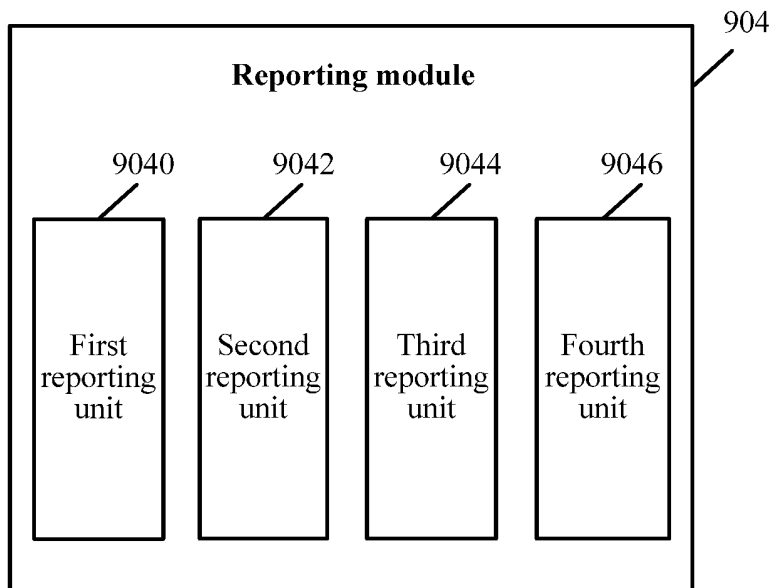 904
Reporting module
9040 9042 9044 9046
First reporting unit
Second reporting unit
Third reporting unit
Fourth reporting unit